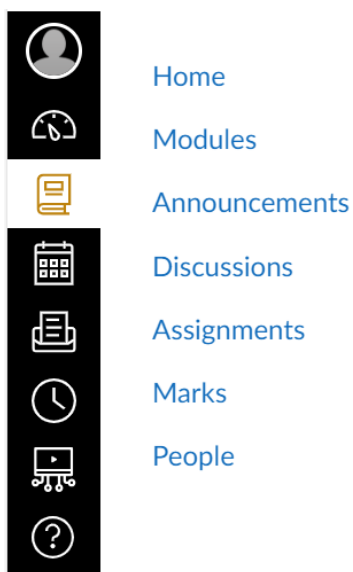 Home
Modules
Announcements
Discussions
Assignments
Marks
People